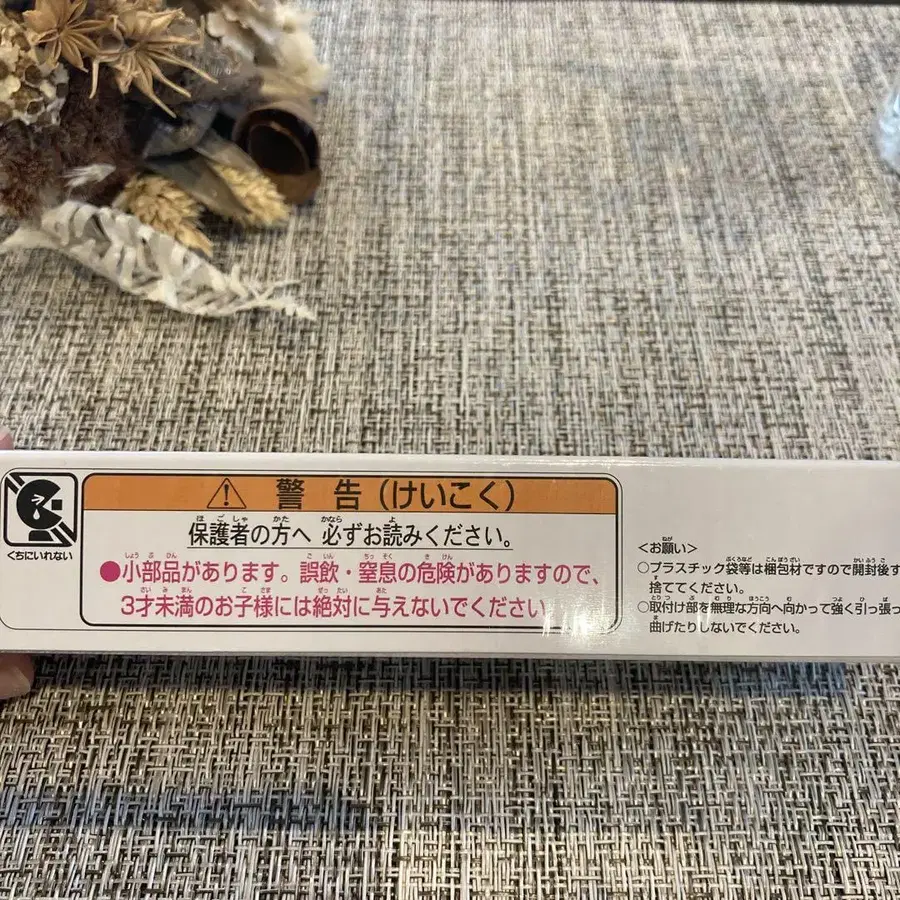 くちにいれない
⚠ 警告（けいこく）
保護者の方へ 必ずお読みください。
●小部品があります。誤飲・窒息の危険がありますので、
3才未満のお子様には絶対に与えないでください
＜お願い＞
○プラスチック袋等は梱包材ですので開封後す
捨ててください。
○取付け部を無理な方向へ向かって強く引っ張っ
曲げたりしないでください。